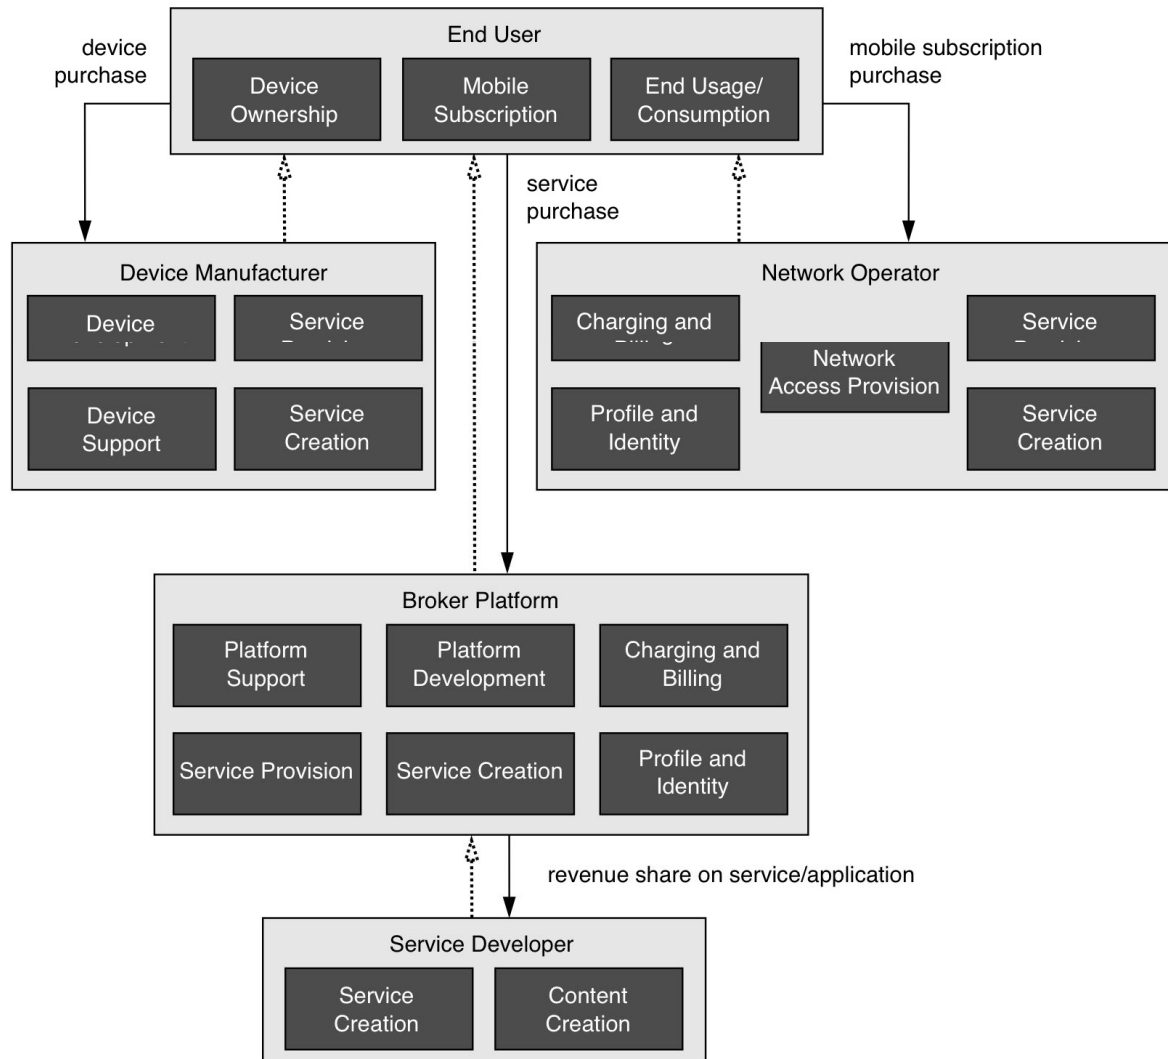 End User
device
purchase
mobile subscription
purchase
Device
Ownership
Mobile
Subscription
End Usage/
Consumption
service
purchase
Device Manufacturer
Device
Service
Device
Support
Service
Creation
Network Operator
Charging and
Billing
Network
Access Provision
Service
Profile and
Identity
Service
Creation
Broker Platform
Platform
Support
Platform
Development
Charging and
Billing
Service Provision
Service Creation
Profile and
Identity
revenue share on service/application
Service Developer
Service
Creation
Content
Creation